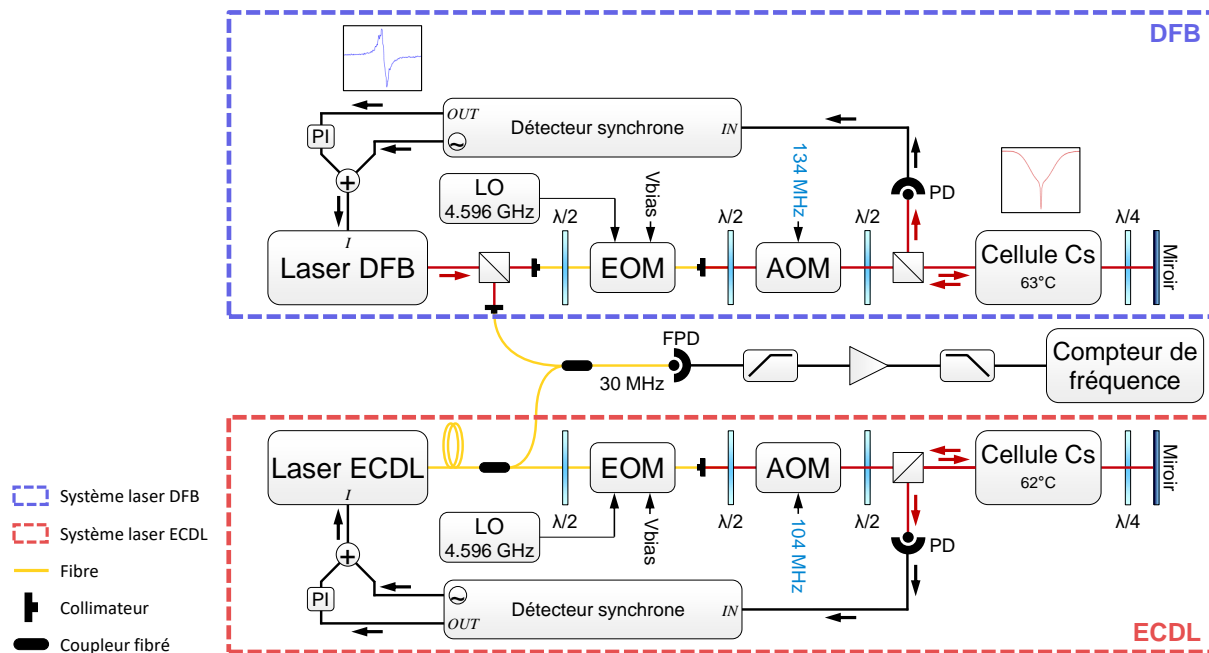 DFB
OUT
Détecteur synchrone
IN
~
PI
+
134 MHz
PD
LO
4.596 GHz
Vbias
λ/2
λ/2
λ/2
λ/4
I
Laser DFB
EOM
AOM
Cellule Cs
63°C
Miroir
FPD
30 MHz
Compteur de
fréquence
Laser ECDL
I
EOM
AOM
Cellule Cs
62°C
Miroir
λ/2
λ/2
λ/2
λ/4
LO
4.596 GHz
Vbias
104 MHz
PD
+
PI
~
OUT
Détecteur synchrone
IN
ECDL
Système laser DFB
Système laser ECDL
Fibre
Collimateur
Coupleur fibré